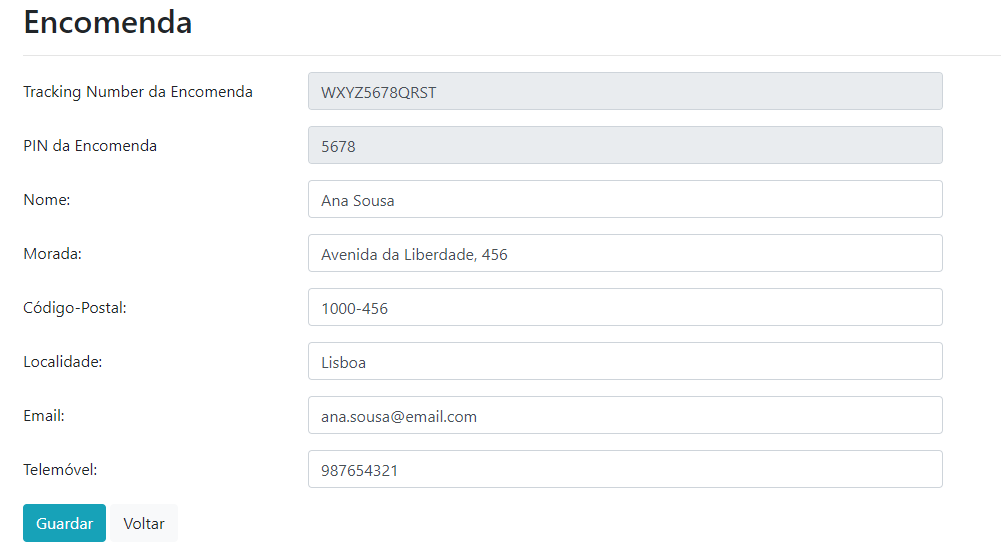 Encomenda
Tracking Number da Encomenda WXYZ5678QRST
PIN da Encomenda 5678
Nome: Ana Sousa
Morada: Avenida da Liberdade, 456
Código-Postal: 1000-456
Localidade: Lisboa
Email: ana.sousa@email.com
Telemóvel: 987654321
Guardar Voltar